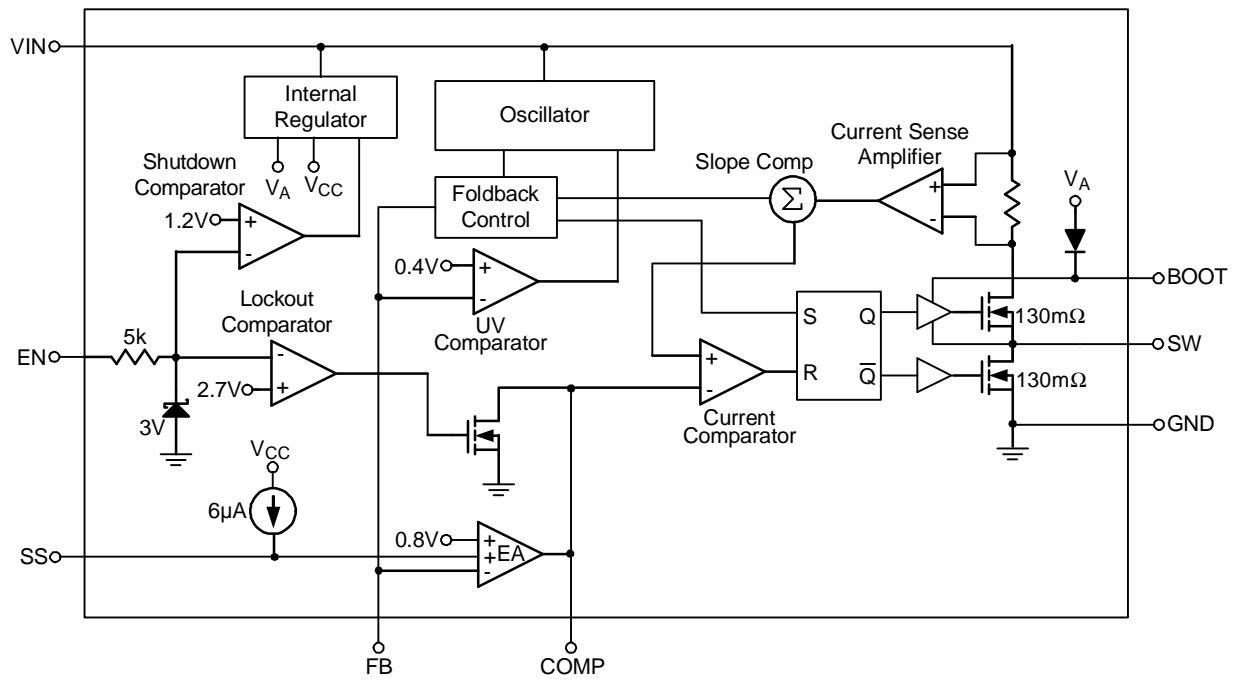 VIN
Internal
Regulator
Oscillator
Current Sense
Amplifier
Slope Comp
Shutdown
Comparator
V_A
V_CC
Foldback
Control
Σ
+
-
V_A
1.2V
+
-
0.4V
+
-
BOOT
Lockout
Comparator
UV
Comparator
S
Q
130mΩ
EN
5k
-
+
2.7V
+
-
R
Q̅
SW
130mΩ
3V
Current
Comparator
GND
V_CC
6µA
0.8V
+
+
EA
-
SS
FB
COMP